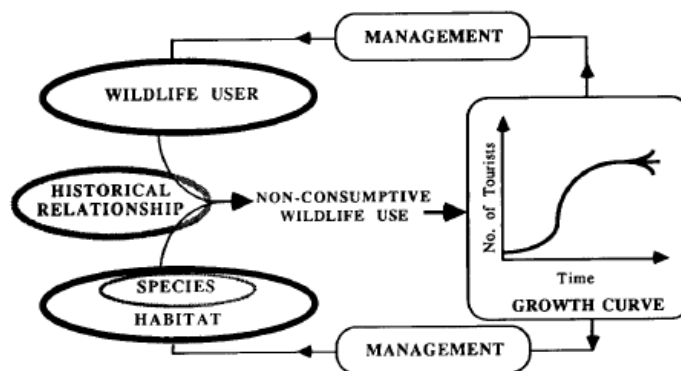 MANAGEMENT
WILDLIFE USER
HISTORICAL
RELATIONSHIP
NON-CONSUMPTIVE
WILDLIFE USE
No. of Tourists
Time
GROWTH CURVE
SPECIES
HABITAT
MANAGEMENT